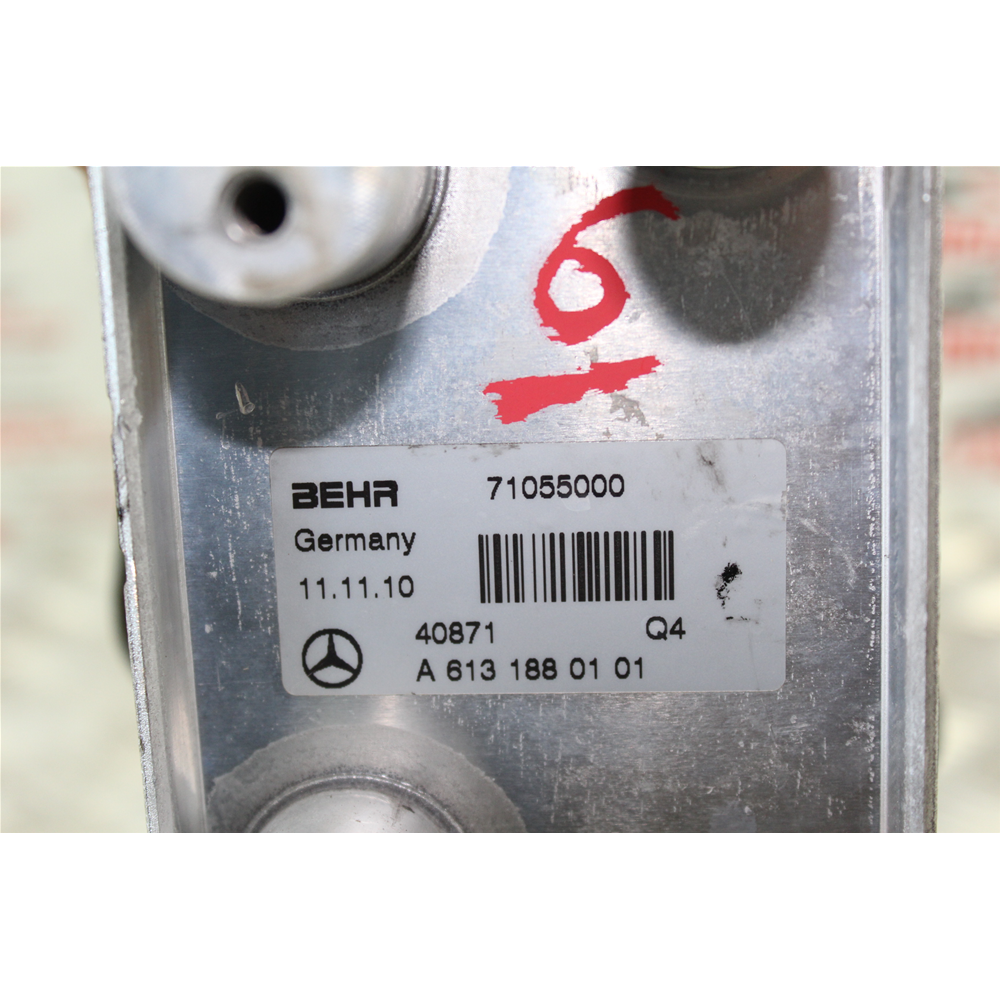 6
BEHR 71055000
Germany
11.11.10
40871 Q4
A 613 188 01 01